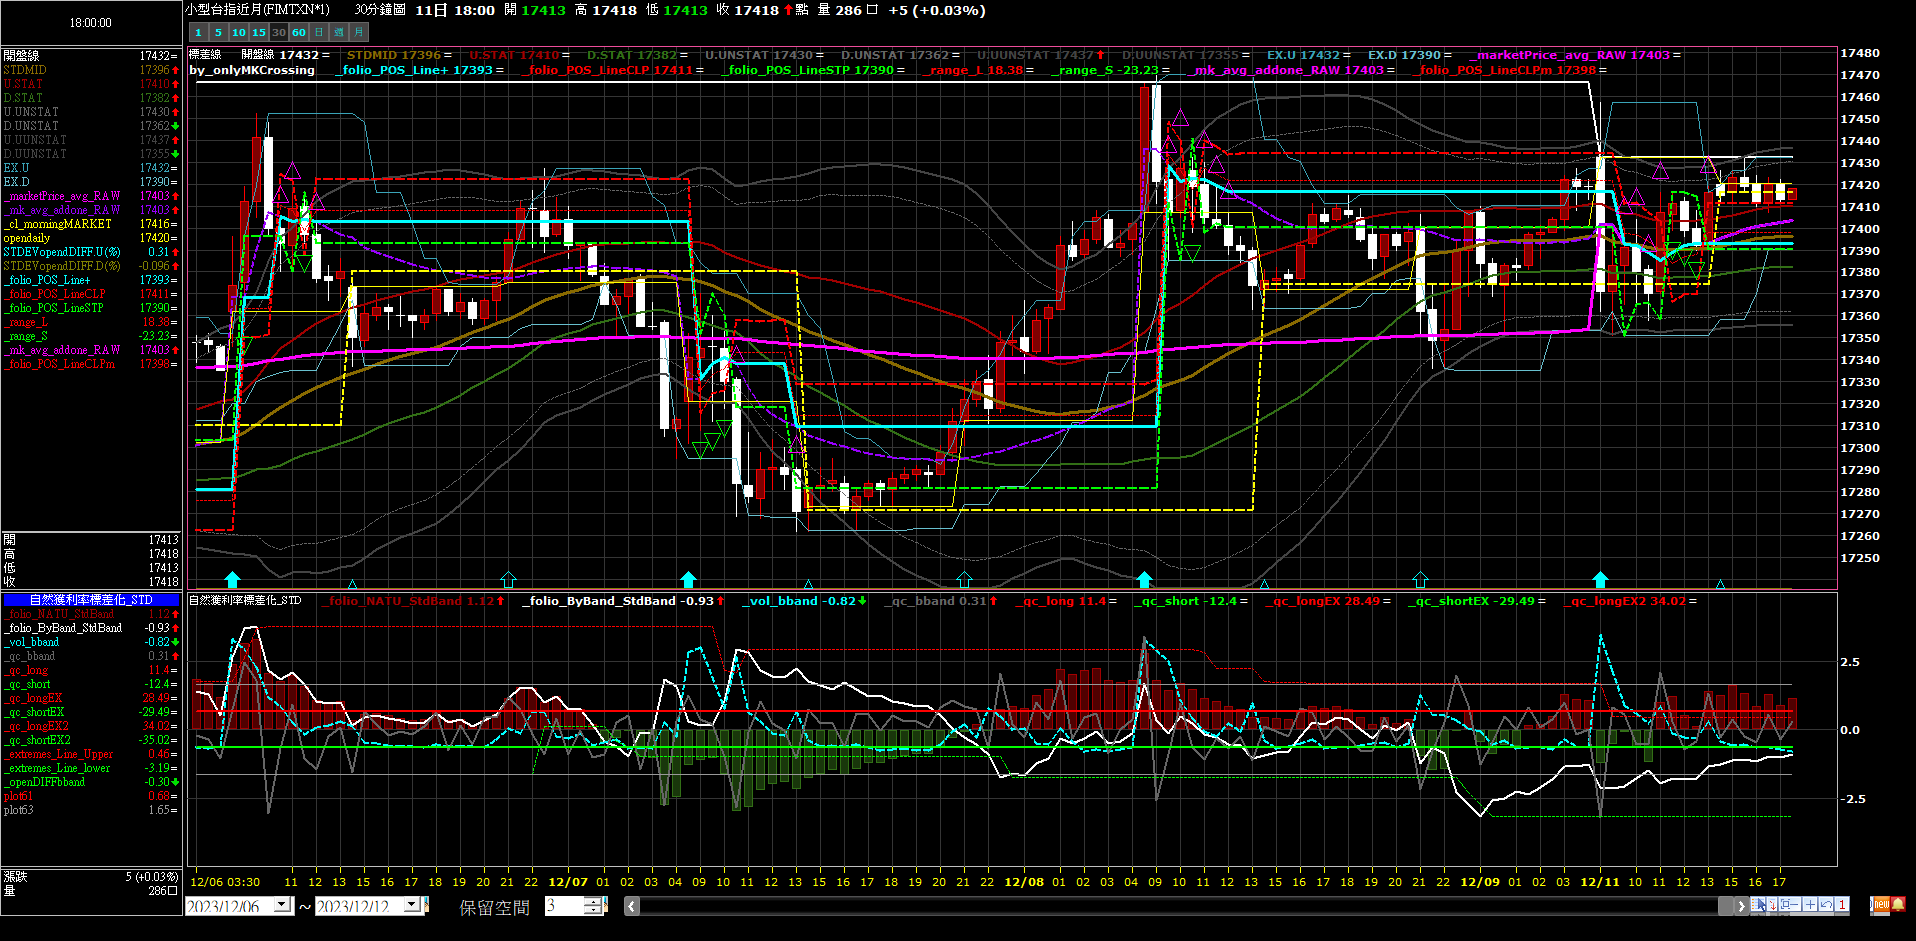 18:00:00
小型台指近月(FIMTXN*1) 30分鐘圖 11日 18:00 開 17413 高 17418 低 17413 收 17418 點 量 286口 +5 (+0.03%)
1 5 10 15 30 60 日 週 月
標差線 開盤線 17432= STDMID 17396= U.STAT 17410= D.STAT 17382= U.UNSTAT 17430= D.UNSTAT 17362= U.UUNSTAT 17437 D.UUNSTAT 17355= EX.U 17432= EX.D 17390= _marketPrice_avg_RAW 17403=
by_onlyMKCrossing _folio_POS_Line+ 17393= _folio_POS_LineCLP 17411= _folio_POS_LineSTP 17390= _range_L 18.38= _range_S -23.23= _mk_avg_addone_RAW 17403= _folio_POS_LineCLPm 17398=
開盤線 17432=
STDMID 17396
U.STAT 17410
D.STAT 17382
U.UNSTAT 17430
D.UNSTAT 17362
U.UUNSTAT 17437
D.UUNSTAT 17355
EX.U 17432=
EX.D 17390=
_marketPrice_avg_RAW 17403
_mk_avg_addona_RAW 17403
_cl_morningMARKET 17416=
opendaily 17420=
STDEVopendDIFF.U(%) 0.31
STDEVopendDIFF.D(%) -0.096
_folio_POS_Line+ 17393=
_folio_POS_LineCLP 17411=
_folio_POS_LineSTP 17390=
_range_L 18.38=
_range_S -23.23=
_mk_avg_addona_RAW 17403
_folio_POS_LineCLPm 17398=
開 17413
高 17418
低 17413
收 17418
17480
17470
17460
17450
17440
17430
17420
17410
17400
17390
17380
17370
17360
17350
17340
17330
17320
17310
17300
17290
17280
17270
17260
17250
自然獲利率標差化_STD
_folio_NATU_StdBand 1.12
_folio_ByBand_StdBand -0.93
_vol_bband -0.82
_qc_bband 0.31
_qc_long 11.4=
_qc_short -12.4=
_qc_longEX 28.49=
_qc_shortEX -29.49=
_qc_longEX2 34.02=
_qc_shortEX2 -35.02=
_extremes_Line_Upper 0.46=
_extremes_Line_lower -3.19=
_openDIFFbband -0.30
plot61 0.68=
plot63 1.65=
自然獲利率標差化_STD _folio_NATU_StdBand 1.12 _folio_ByBand_StdBand -0.93 _vol_bband -0.82 _qc_bband 0.31 _qc_long 11.4= _qc_short -12.4= _qc_longEX 28.49= _qc_shortEX -29.49= _qc_longEX2 34.02=
2.5
0.0
-2.5
漲跌 5 (+0.03%)
量 286口
12/06 03:30 11 12 13 15 16 17 18 19 20 21 22 12/07 01 02 03 04 09 10 11 12 13 15 16 17 18 19 20 21 22 12/08 01 02 03 04 09 10 11 12 13 15 16 17 18 19 20 21 22 12/09 01 02 03 12/11 10 11 12 13 15 16 17
2023/12/06 ~ 2023/12/12 保留空間 3
1 new